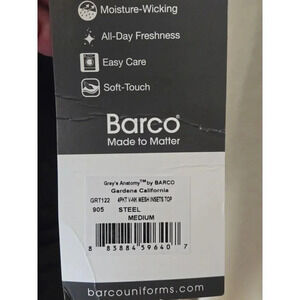 Moisture-Wicking
All-Day Freshness
Easy Care
Soft-Touch
Barco®
Made to Matter
Grey's Anatomy™ by BARCO
Gardena California
GRT122 4PKT V-NK MESH INSETS TOP
905 STEEL
MEDIUM
8 83884 59640 7
barcouniforms.com